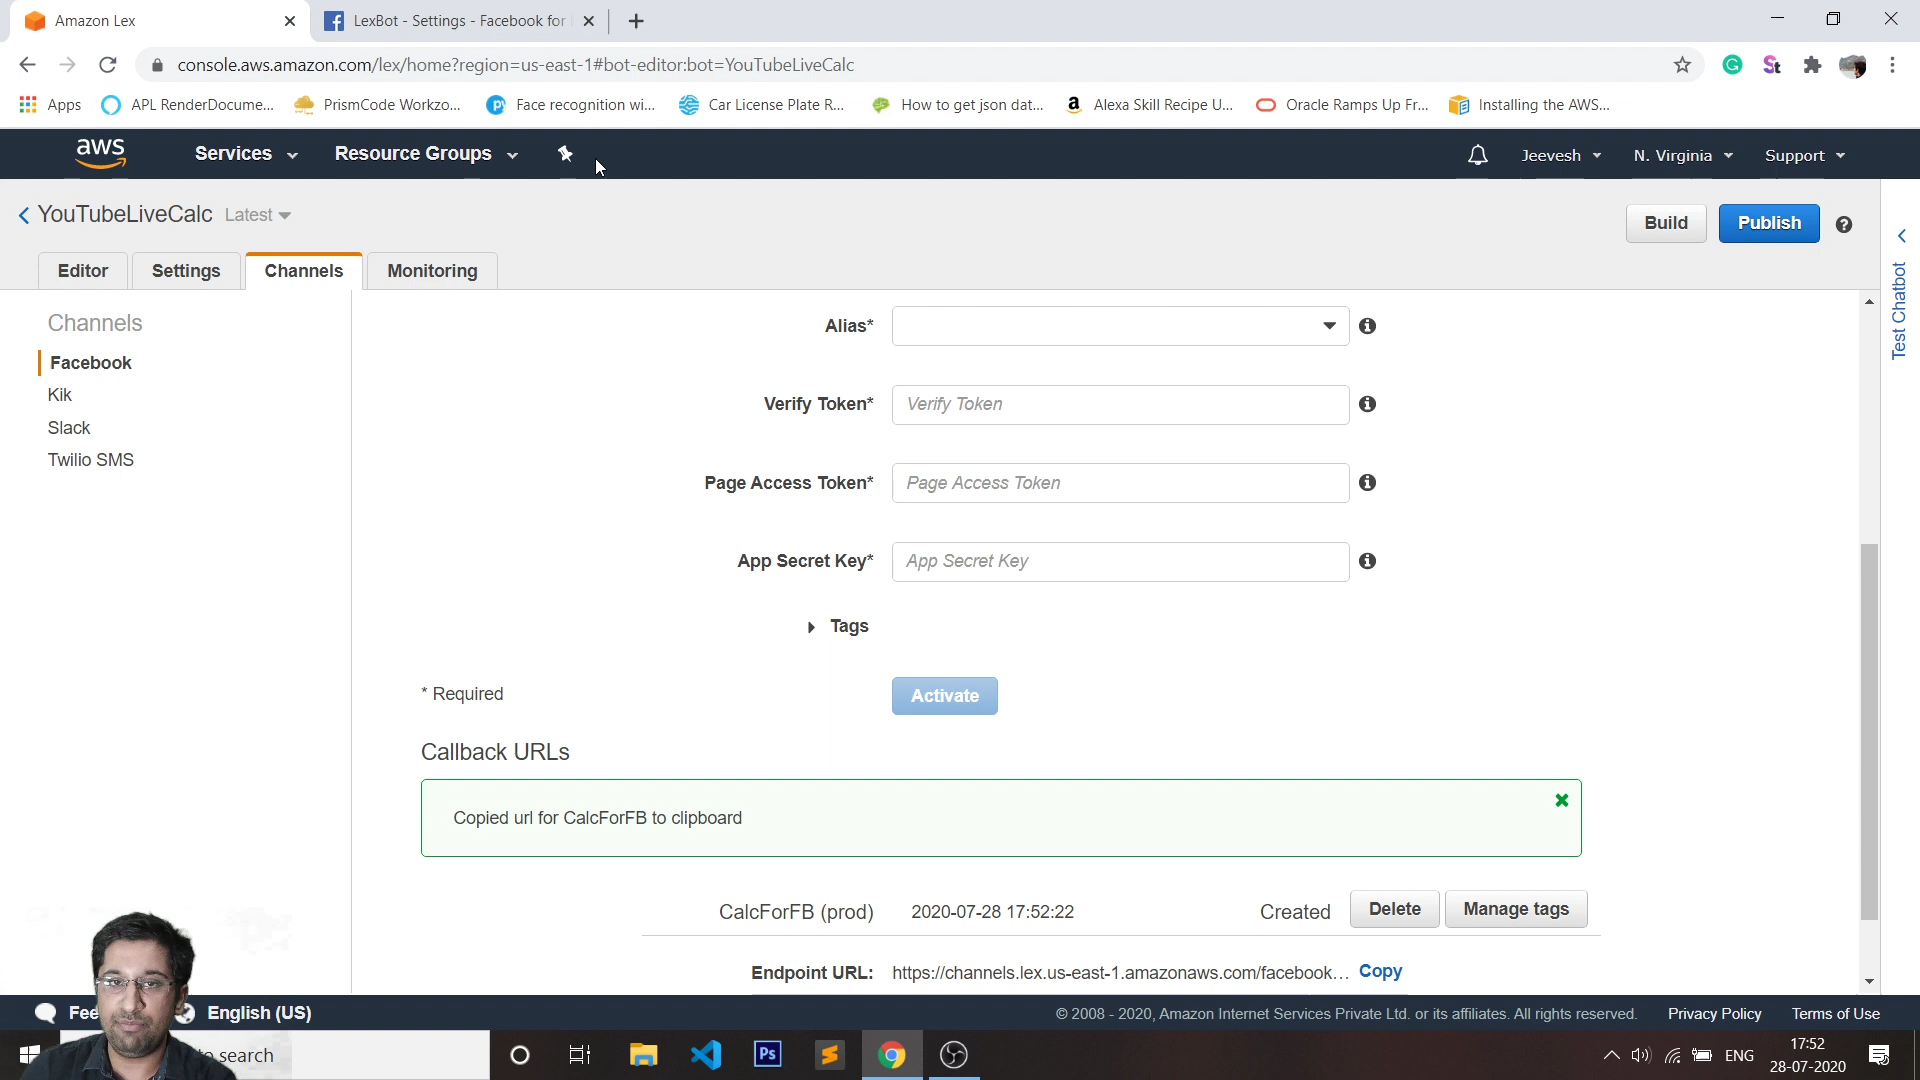 Amazon Lex
LexBot - Settings - Facebook for
console.aws.amazon.com/lex/home?region=us-east-1#bot-editor:bot=YouTubeLiveCalc
Apps
APL RenderDocume...
PrismCode Workzo...
Face recognition wi...
Car License Plate R...
How to get json dat...
Alexa Skill Recipe U...
Oracle Ramps Up Fr...
Installing the AWS...
aws
Services
Resource Groups
Jeevesh
N. Virginia
Support
YouTubeLiveCalc Latest
Build
Publish
Editor
Settings
Channels
Monitoring
Test Chatbot
Channels
Facebook
Kik
Slack
Twilio SMS
Alias*
Verify Token*
Verify Token
Page Access Token*
Page Access Token
App Secret Key*
App Secret Key
Tags
* Required
Activate
Callback URLs
Copied url for CalcForFB to clipboard
CalcForFB (prod)
2020-07-28 17:52:22
Created
Delete
Manage tags
Endpoint URL:
https://channels.lex.us-east-1.amazonaws.com/facebook...
Copy
Fee
English (US)
© 2008 - 2020, Amazon Internet Services Private Ltd. or its affiliates. All rights reserved.
Privacy Policy
Terms of Use
search
Ps
ENG
17:52
28-07-2020